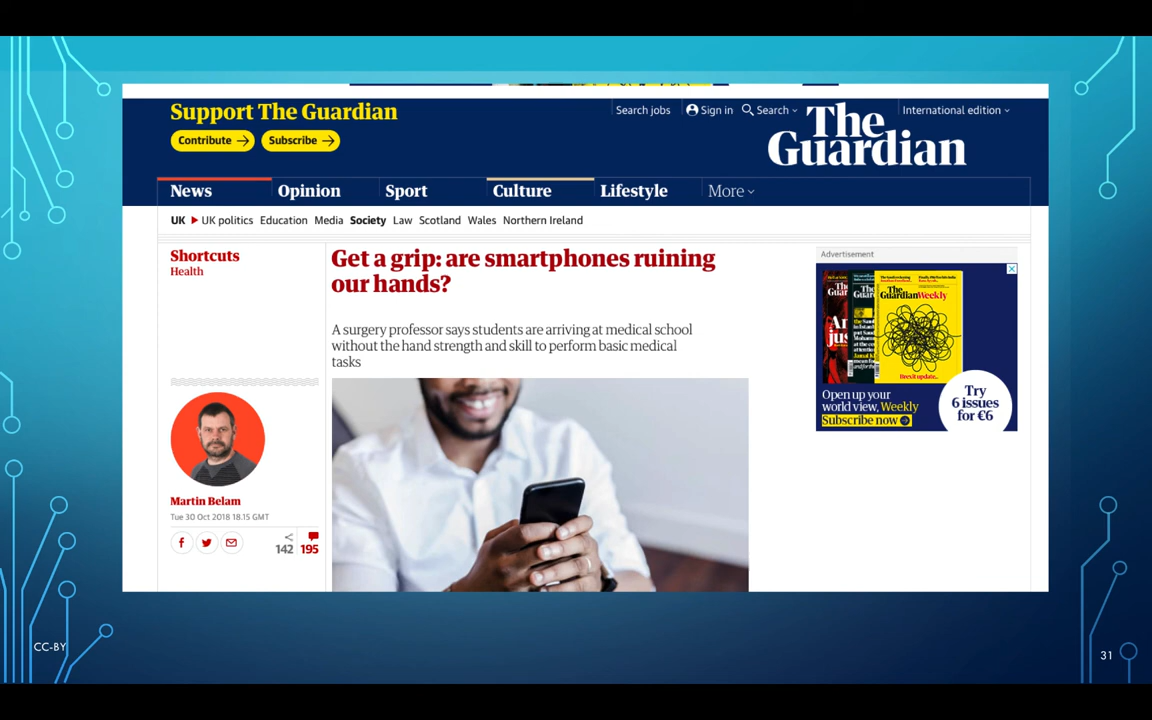 Support The Guardian
Contribute →
Subscribe →
Search jobs
Sign in
Search
The
Guardian
International edition
News
Opinion
Sport
Culture
Lifestyle
More
UK
UK politics
Education
Media
Society
Law
Scotland
Wales
Northern Ireland
Shortcuts
Health
Get a grip: are smartphones ruining
our hands?
A surgery professor says students are arriving at medical school
without the hand strength and skill to perform basic medical
tasks
Martin Belam
Tue 30 Oct 2018 18.15 GMT
142
195
Advertisement
The
GuardianWeekly
Brexit update...
Open up your
world view, Weekly
Subscribe now
Try
6 issues
for €6
CC-BY
31